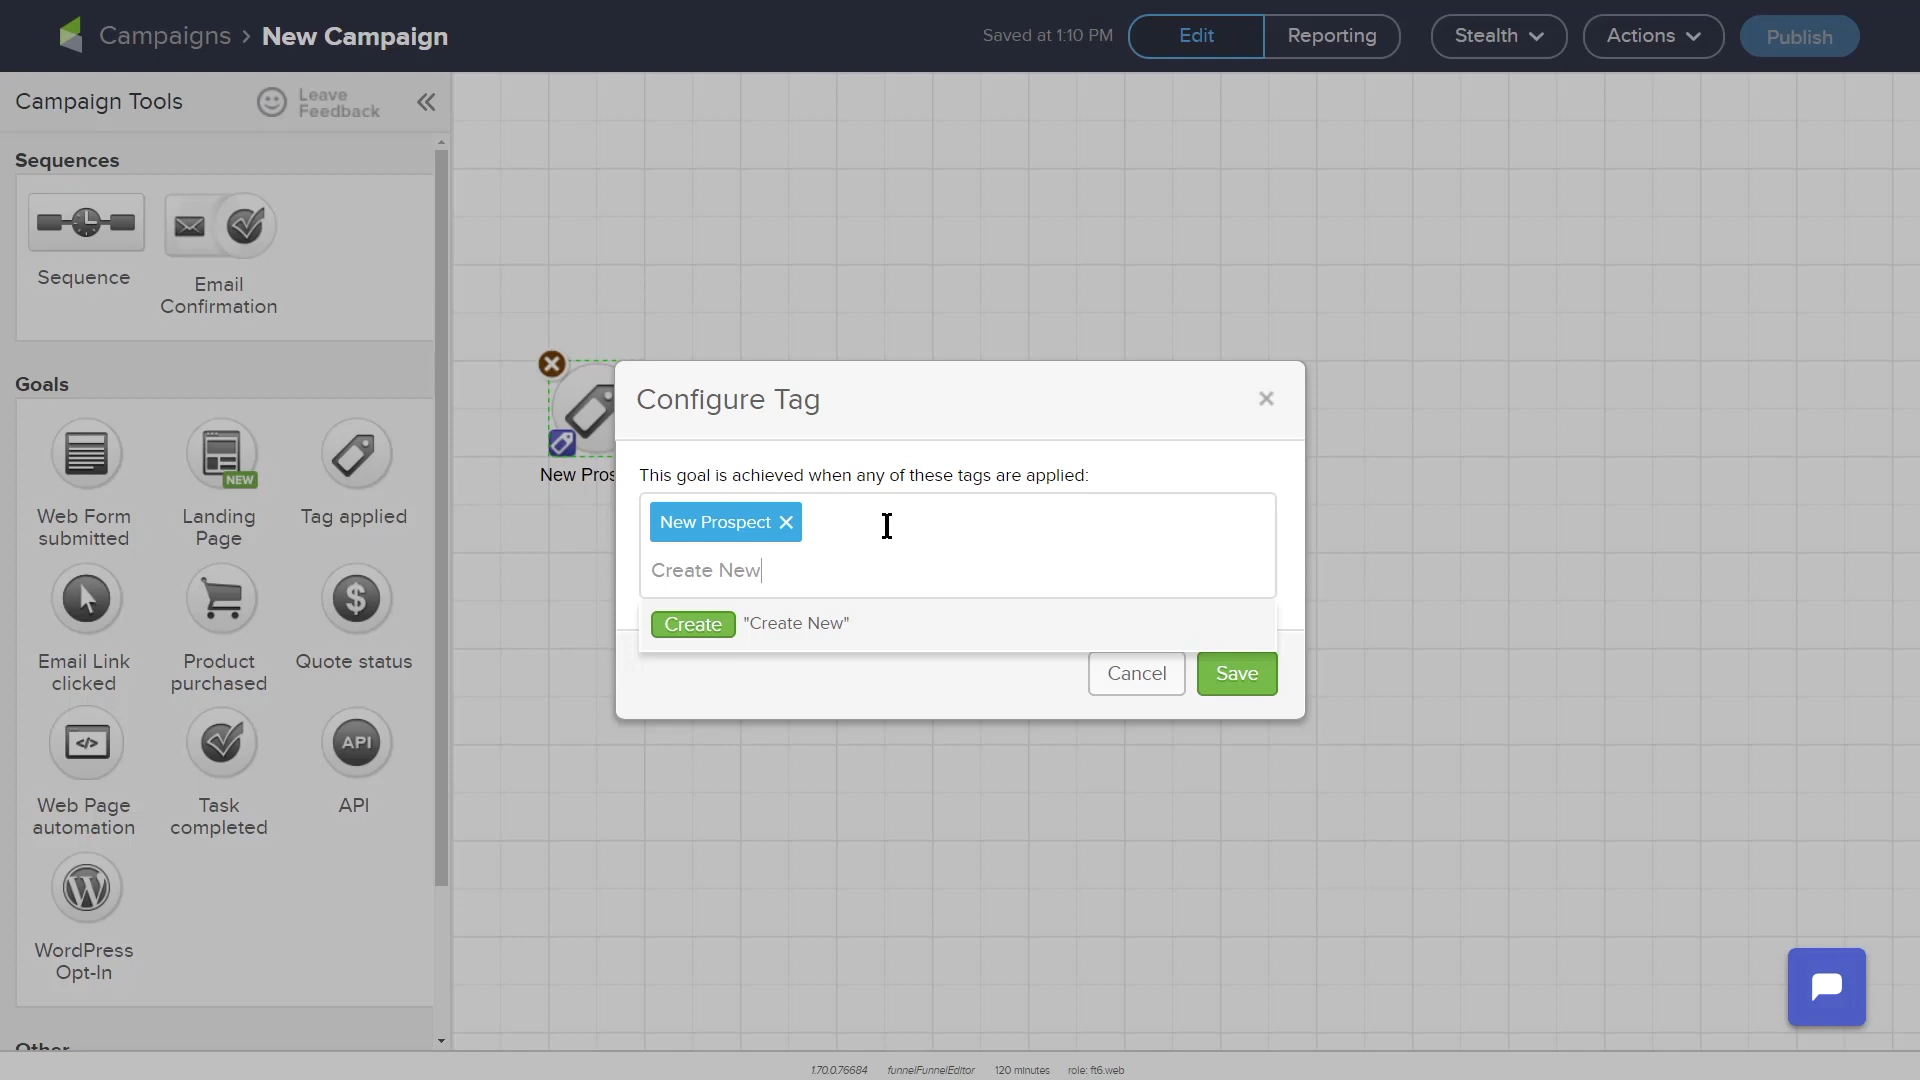 Campaigns › New Campaign
Saved at 1:10 PM
Edit
Reporting
Stealth
Actions
Publish
Campaign Tools
Leave
Feedback
Sequences
Sequence
Email
Confirmation
Goals
NEW
Web Form
submitted
Landing
Page
Tag applied
Email Link
clicked
Product
purchased
Quote status
Web Page
automation
Task
completed
API
API
WordPress
Opt-In
Other
New Pros
Configure Tag
This goal is achieved when any of these tags are applied:
New Prospect
Create New
Create "Create New"
Cancel
Save
1.70.0.76684 funnelFunnelEditor 120 minutes role: ft6.web